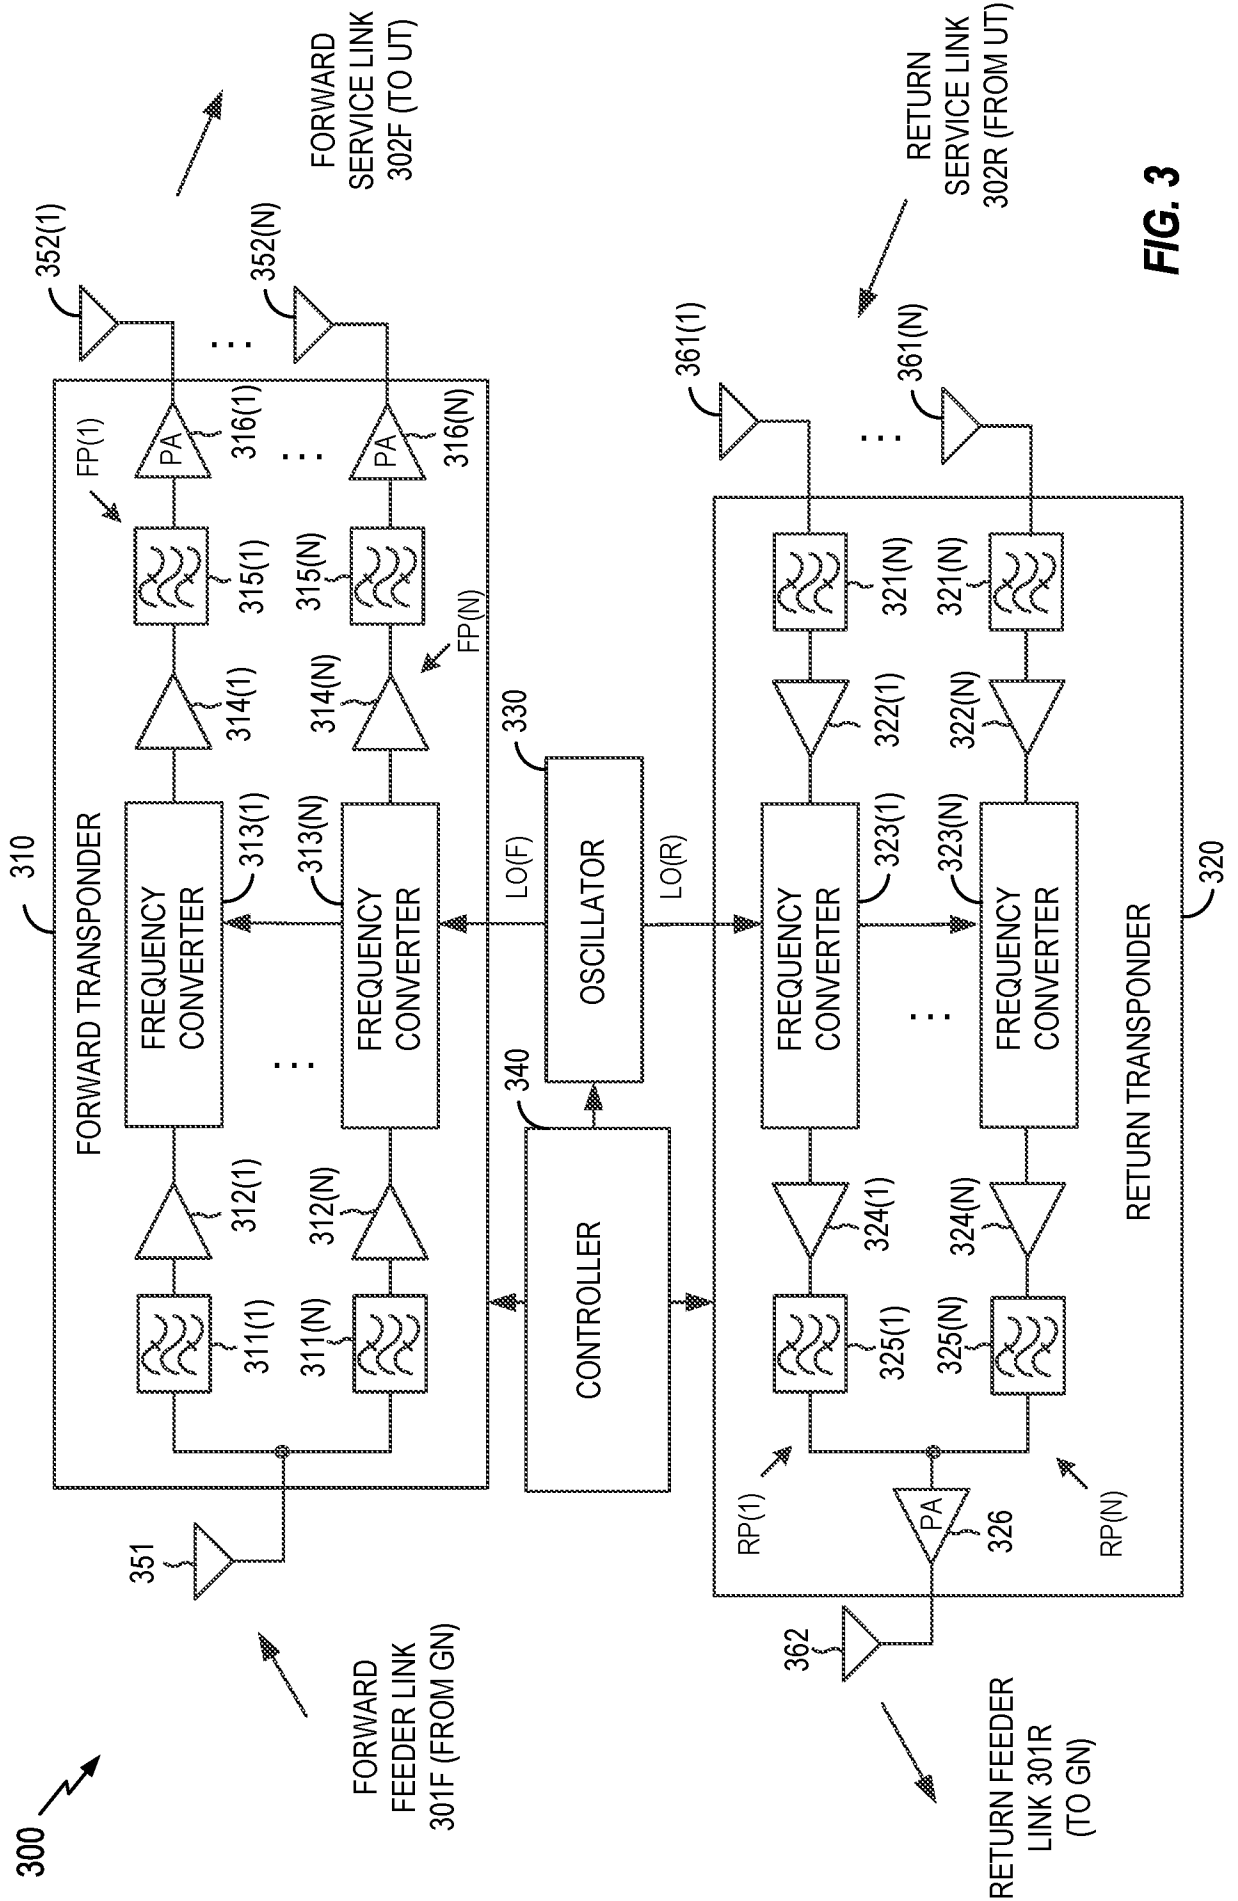 300
310
FORWARD TRANSPONDER
351
FORWARD
FEEDER LINK
301F (FROM GN)
311(1)
312(1)
FREQUENCY
CONVERTER
313(1)
314(1)
315(1)
FP(1)
PA
316(1)
352(1)
. . .
. . .
. . .
311(N)
312(N)
FREQUENCY
CONVERTER
313(N)
314(N)
315(N)
FP(N)
PA
316(N)
352(N)
FORWARD
SERVICE LINK
302F (TO UT)
CONTROLLER
340
OSCILLATOR
330
LO(F)
LO(R)
362
RETURN FEEDER
LINK 301R
(TO GN)
PA
326
RP(1)
325(1)
324(1)
FREQUENCY
CONVERTER
323(1)
322(1)
321(N)
361(1)
. . .
. . .
RP(N)
325(N)
324(N)
FREQUENCY
CONVERTER
323(N)
322(N)
321(N)
361(N)
RETURN
SERVICE LINK
302R (FROM UT)
RETURN TRANSPONDER
320
FIG. 3